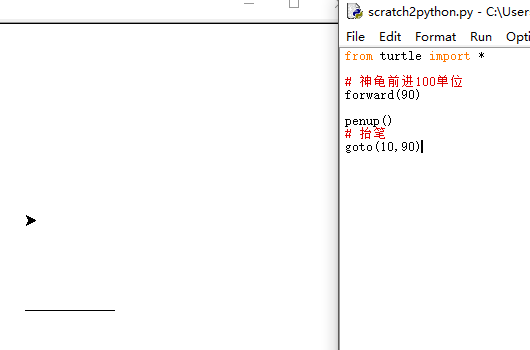 scratch2python.py - C:\User
File Edit Format Run Opti
from turtle import *
# 神龟前进100单位
forward(90)
penup()
# 抬笔
goto(10,90)